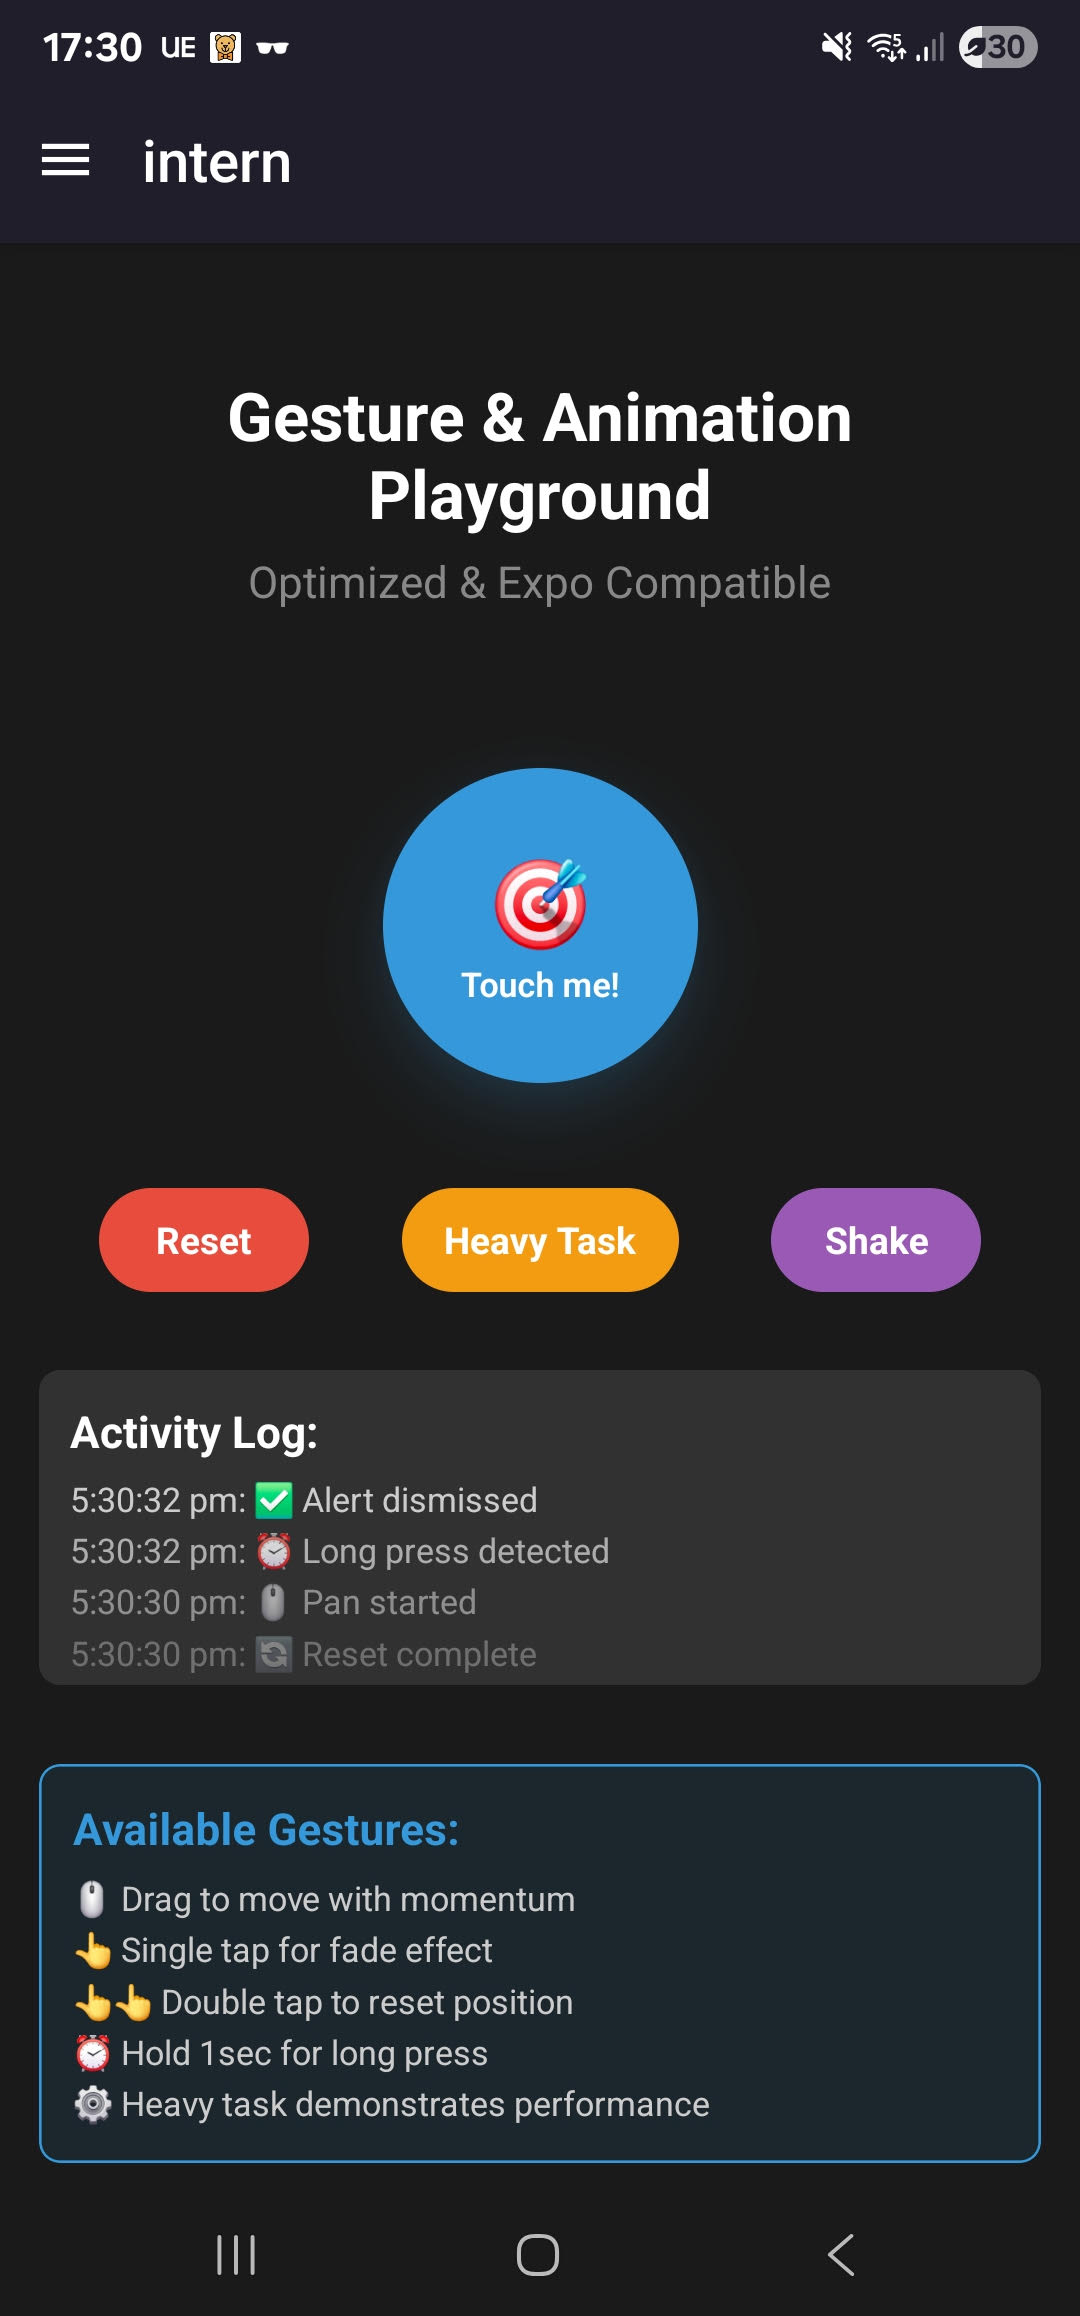 17:30 UE 5 30
intern
Gesture & Animation
Playground
Optimized & Expo Compatible
Touch me!
Reset Heavy Task Shake
Activity Log:
5:30:32 pm: ✅ Alert dismissed
5:30:32 pm: ⏰ Long press detected
5:30:30 pm: 🖱️ Pan started
5:30:30 pm: 🔄 Reset complete
Available Gestures:
🖱️ Drag to move with momentum
👆 Single tap for fade effect
👆👆 Double tap to reset position
⏰ Hold 1sec for long press
⚙️ Heavy task demonstrates performance